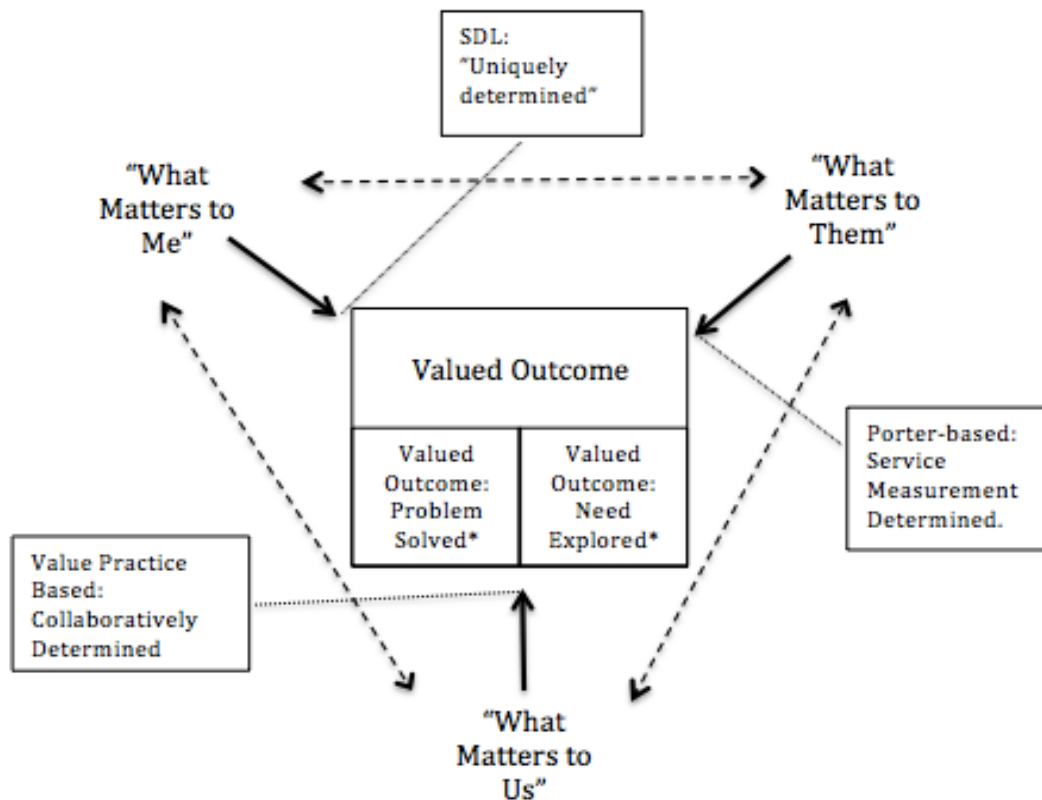 SDL:
“Uniquely
determined”
“What
Matters to
Me”
“What
Matters to
Them”
Valued Outcome
Valued
Outcome:
Problem
Solved*
Valued
Outcome:
Need
Explored*
Porter-based:
Service
Measurement
Determined.
Value Practice
Based:
Collaboratively
Determined
“What
Matters to
Us”